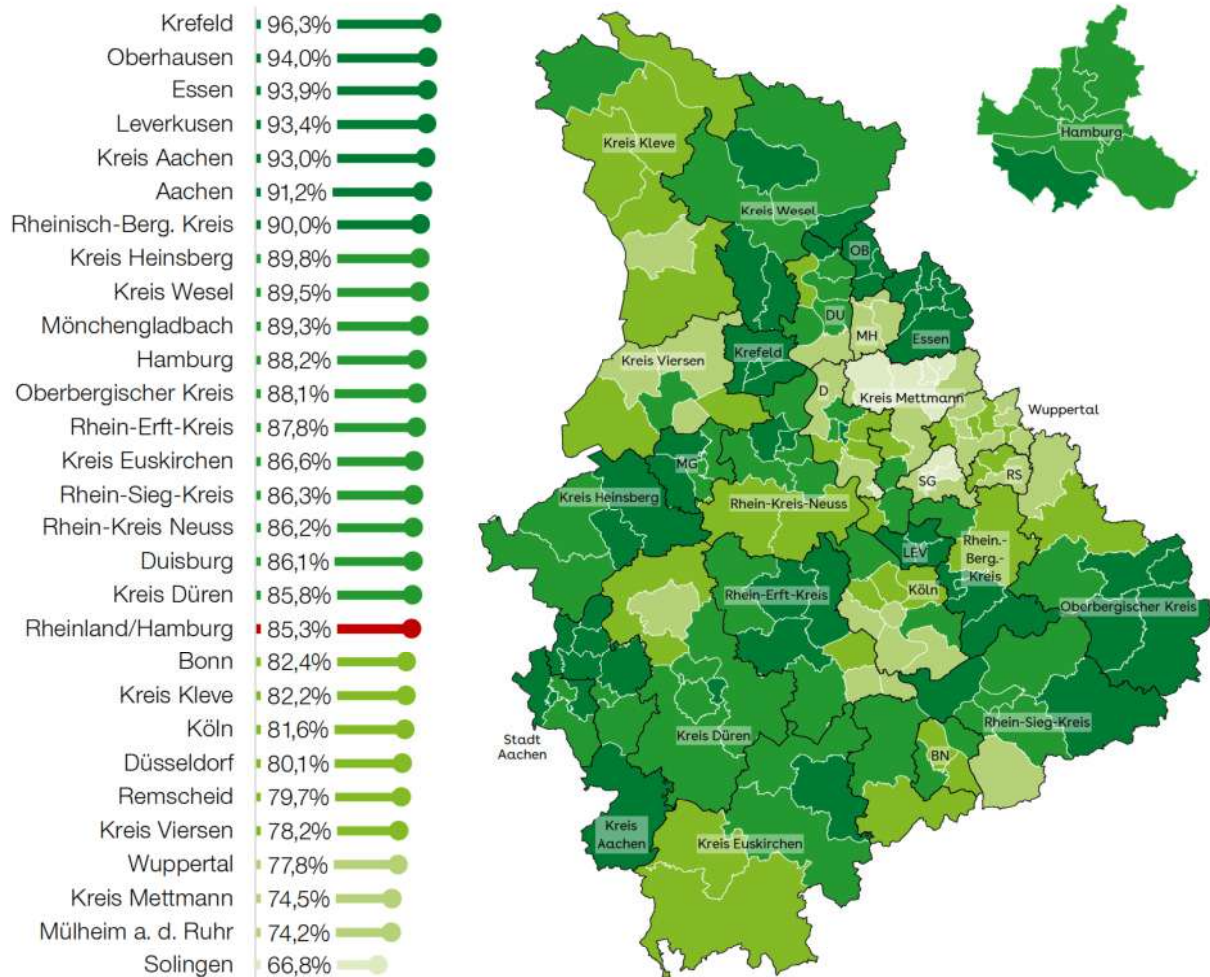 Krefeld 96,3%
Oberhausen 94,0%
Essen 93,9%
Leverkusen 93,4%
Kreis Aachen 93,0%
Aachen 91,2%
Rheinisch-Berg. Kreis 90,0%
Kreis Heinsberg 89,8%
Kreis Wesel 89,5%
Mönchengladbach 89,3%
Hamburg 88,2%
Oberbergischer Kreis 88,1%
Rhein-Erft-Kreis 87,8%
Kreis Euskirchen 86,6%
Rhein-Sieg-Kreis 86,3%
Rhein-Kreis Neuss 86,2%
Duisburg 86,1%
Kreis Düren 85,8%
Rheinland/Hamburg 85,3%
Bonn 82,4%
Kreis Kleve 82,2%
Köln 81,6%
Düsseldorf 80,1%
Remscheid 79,7%
Kreis Viersen 78,2%
Wuppertal 77,8%
Kreis Mettmann 74,5%
Mülheim a. d. Ruhr 74,2%
Solingen 66,8%
Hamburg
Kreis Kleve
Kreis Wesel
OB
DU
MH
Essen
Krefeld
Kreis Viersen
D
Kreis Mettmann
Wuppertal
MG
SG
RS
Kreis Heinsberg
Rhein-Kreis-Neuss
LEV
Rhein.-
Berg.-
Kreis
Rhein-Erft-Kreis
Köln
Oberbergischer Kreis
Stadt
Aachen
Kreis Düren
Rhein-Sieg-Kreis
BN
Kreis
Aachen
Kreis Euskirchen